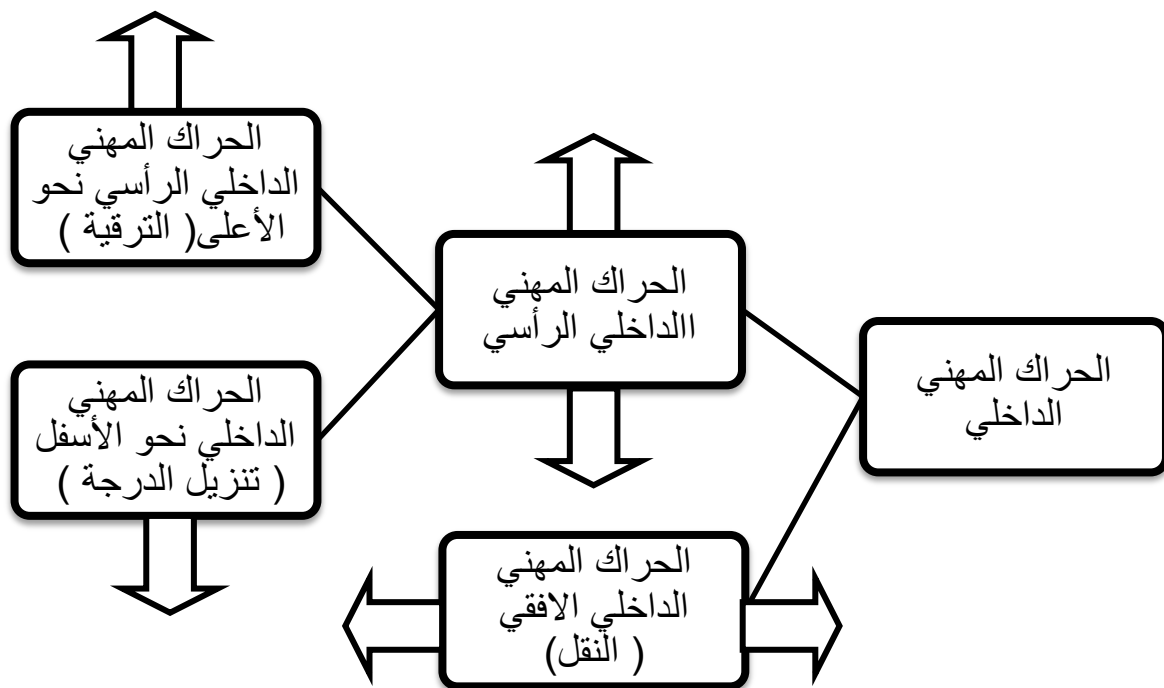 الحراك المهني
الداخلي
الحراك المهني
االداخلي الرأسي
الحراك المهني
الداخلي الافقي
( النقل)
الحراك المهني
الداخلي الرأسي نحو
الأعلى( الترقية )
الحراك المهني
الداخلي نحو الأسفل
( تنزيل الدرجة )